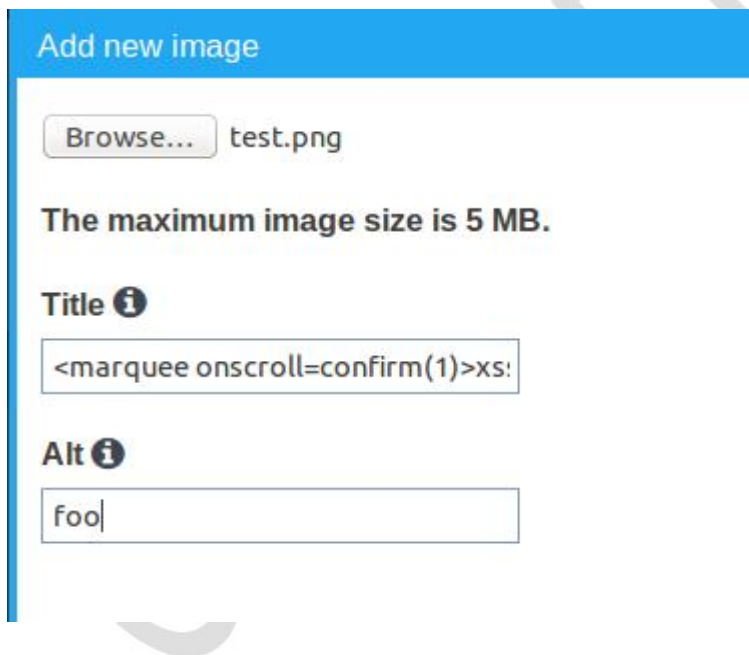 Add new image
Browse... test.png
The maximum image size is 5 MB.
Title
<marquee onscroll=confirm(1)>xs
Alt
foo